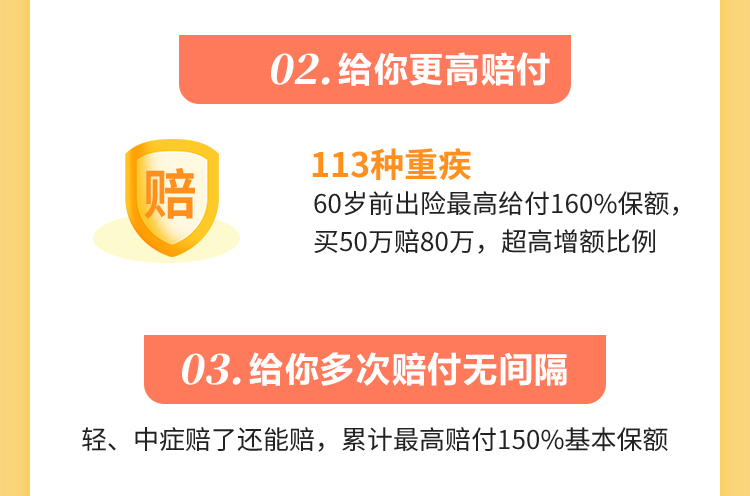 02.给你更高赔付
赔
113种重疾
60岁前出险最高给付160%保额，
买50万赔80万，超高增额比例
03.给你多次赔付无间隔
轻、中症赔了还能赔，累计最高赔付150%基本保额